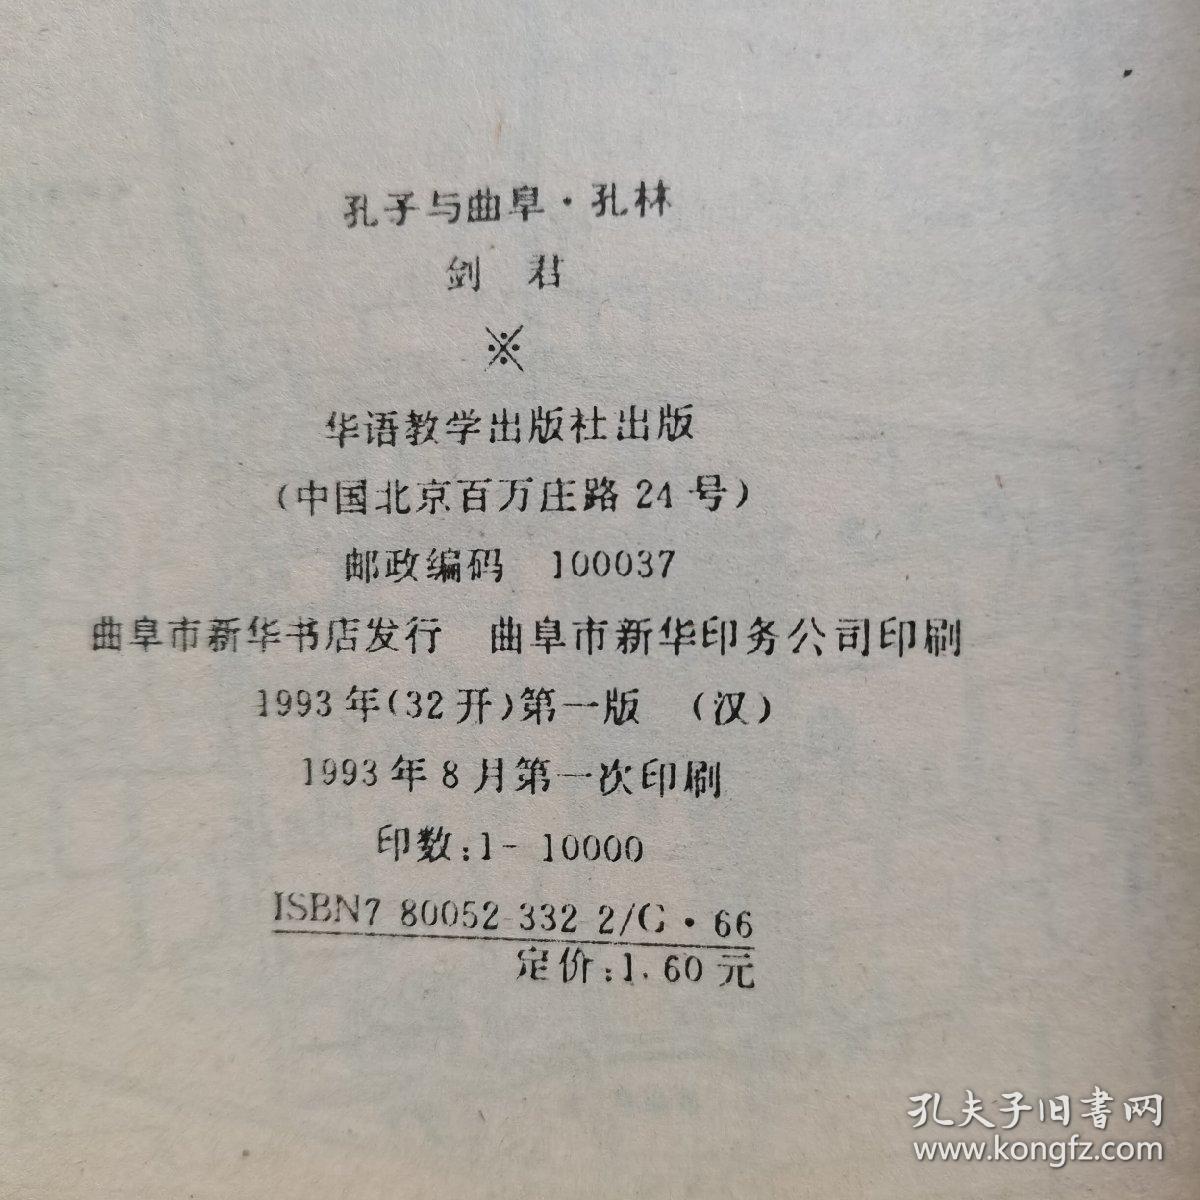 孔子与曲阜·孔林
剑 君
※
华语教学出版社出版
(中国北京百万庄路 24 号)
邮政编码 100037
曲阜市新华书店发行 曲阜市新华印务公司印刷
1993 年(32 开)第一版 (汉)
1993 年 8 月第一次印刷
印数:1- 10000
ISBN7 80052-332 2/G·66
定价:1.60 元
孔夫子旧書网
www.kongfz.com